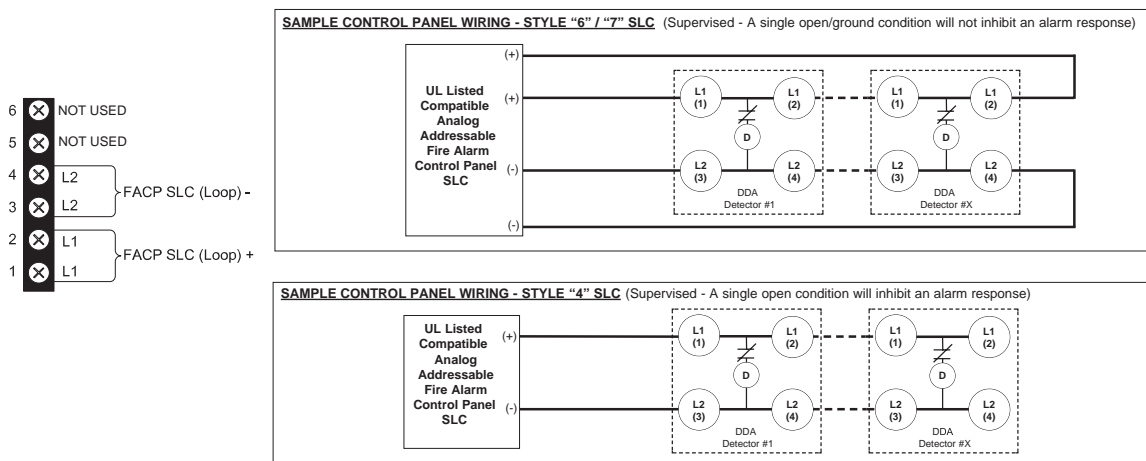 6 NOT USED
5 NOT USED
4 L2
3 L2
FACP SLC (Loop) -
2 L1
1 L1
FACP SLC (Loop) +
SAMPLE CONTROL PANEL WIRING - STYLE “6” / “7” SLC (Supervised - A single open/ground condition will not inhibit an alarm response)
UL Listed
Compatible
Analog
Addressable
Fire Alarm
Control Panel
SLC
(+)
(+)
(-)
(-)
L1
(1)
L1
(2)
D
L2
(3)
L2
(4)
DDA
Detector #1
L1
(1)
L1
(2)
D
L2
(3)
L2
(4)
DDA
Detector #X
SAMPLE CONTROL PANEL WIRING - STYLE “4” SLC (Supervised - A single open condition will inhibit an alarm response)
UL Listed
Compatible
Analog
Addressable
Fire Alarm
Control Panel
SLC
(+)
(-)
L1
(1)
L1
(2)
D
L2
(3)
L2
(4)
DDA
Detector #1
L1
(1)
L1
(2)
D
L2
(3)
L2
(4)
DDA
Detector #X